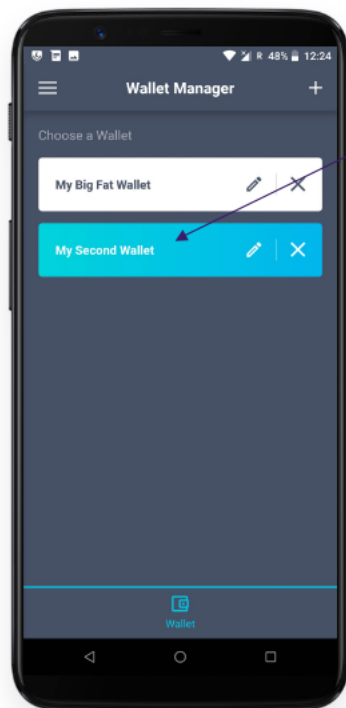 R 48% 12:24
Wallet Manager
Choose a Wallet
My Big Fat Wallet
My Second Wallet
Wallet